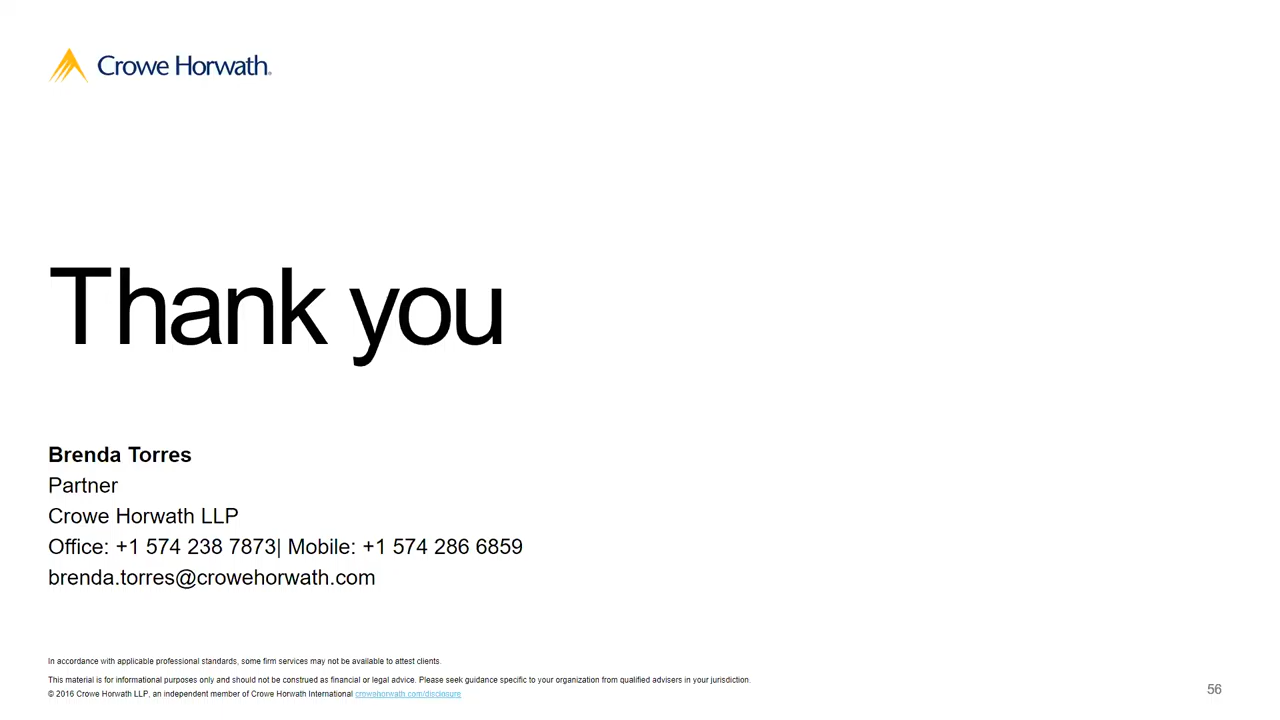 Crowe Horwath.
Thank you
Brenda Torres
Partner
Crowe Horwath LLP
Office: +1 574 238 7873| Mobile: +1 574 286 6859
brenda.torres@crowehorwath.com
In accordance with applicable professional standards, some firm services may not be available to attest clients.
This material is for informational purposes only and should not be construed as financial or legal advice. Please seek guidance specific to your organization from qualified advisers in your jurisdiction.
© 2016 Crowe Horwath LLP, an independent member of Crowe Horwath International crowehorwath.com/disclosure
56